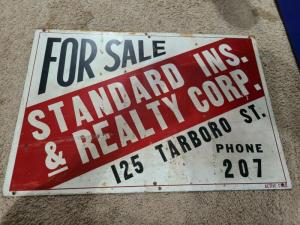 FOR SALE
STANDARD INS.
& REALTY CORP.
125 TARBORO ST.
PHONE
207